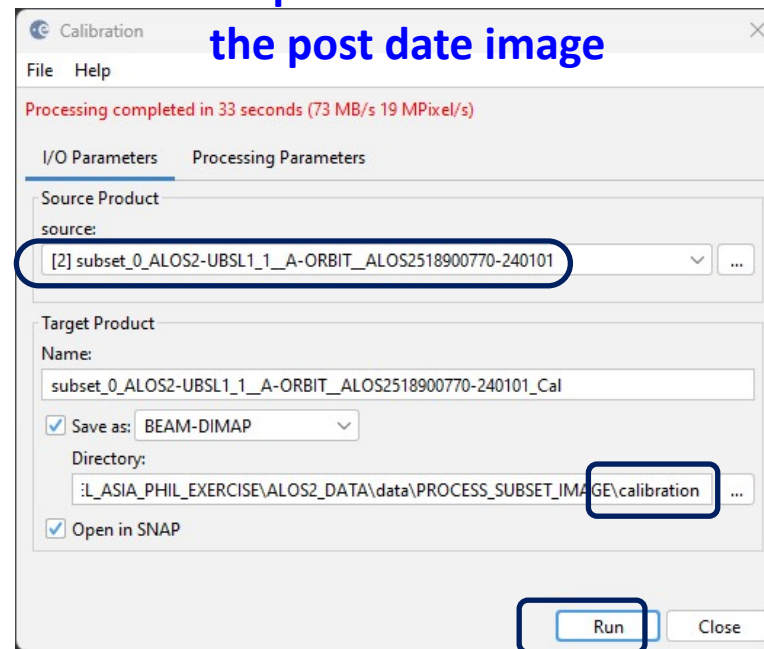 the post date image
Calibration
File Help
Processing completed in 33 seconds (73 MB/s 19 MPixel/s)
I/O Parameters Processing Parameters
Source Product
source:
[2] subset_0_ALOS2-UBSL1_1__A-ORBIT__ALOS2518900770-240101 ...
Target Product
Name:
subset_0_ALOS2-UBSL1_1__A-ORBIT__ALOS2518900770-240101_Cal
Save as: BEAM-DIMAP
Directory:
EL_ASIA_PHIL_EXERCISE\ALOS2_DATA\data\PROCESS_SUBSET_IMAGE\calibration ...
Open in SNAP
Run Close